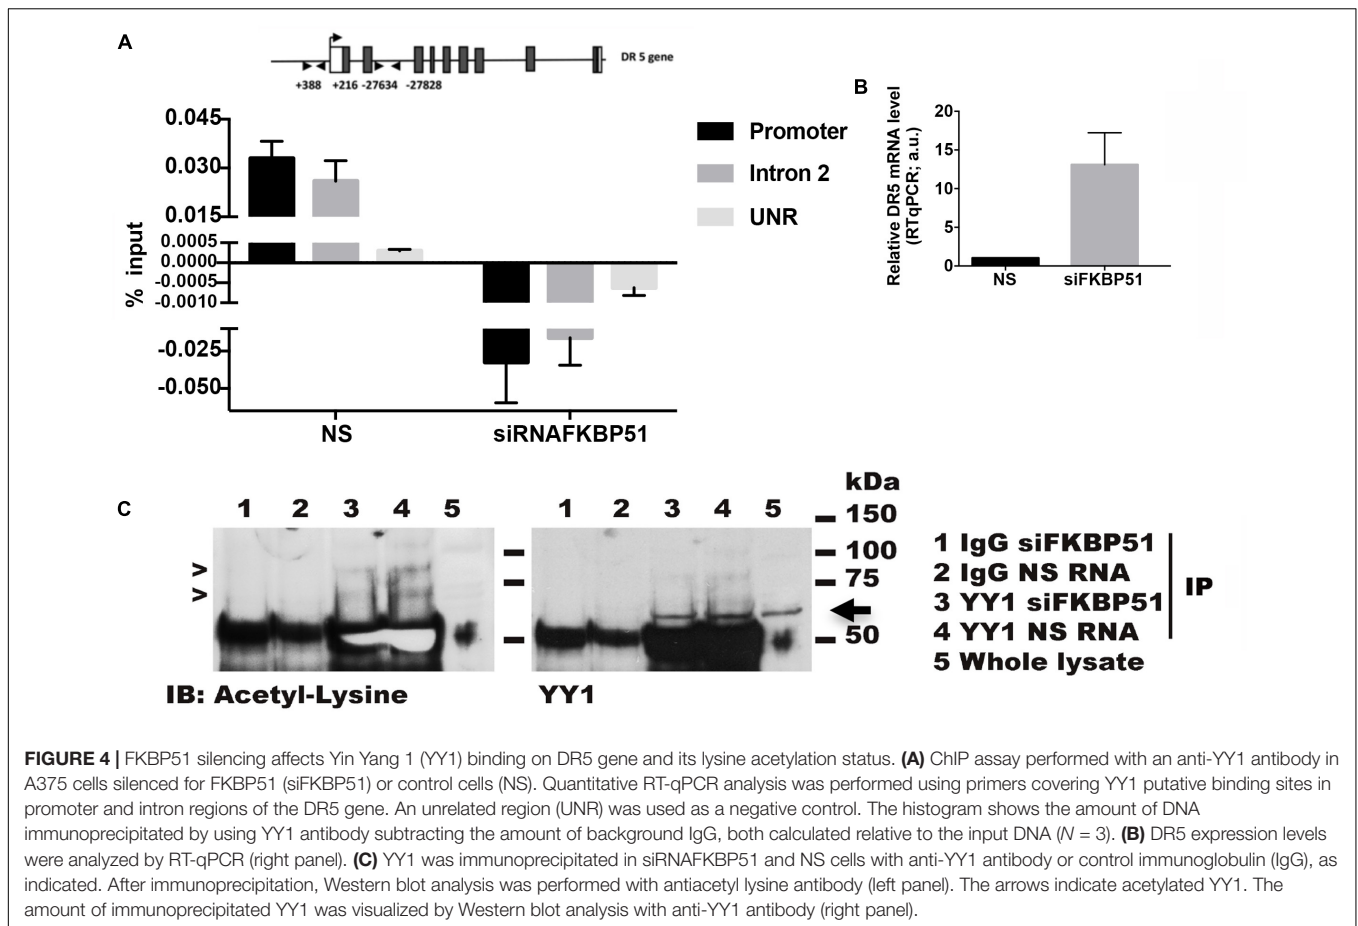 A
DR 5 gene
+388 +216 -27634 -27828
0.045
0.030
0.015
0.0005
0.0000
-0.0005
-0.0010
-0.025
-0.050
% input
NS siRNAFKBP51
Promoter
Intron 2
UNR
B
Relative DR5 mRNA level
(RTqPCR; a.u.)
20
15
10
5
0
NS siFKBP51
C
1 2 3 4 5
1 2 3 4 5
kDa
150
100
75
50
> 
>
IB: Acetyl-Lysine
YY1
1 IgG siFKBP51
2 IgG NS RNA
3 YY1 siFKBP51
4 YY1 NS RNA
5 Whole lysate
IP
FIGURE 4 | FKBP51 silencing affects Yin Yang 1 (YY1) binding on DR5 gene and its lysine acetylation status. (A) ChIP assay performed with an anti-YY1 antibody in
A375 cells silenced for FKBP51 (siFKBP51) or control cells (NS). Quantitative RT-qPCR analysis was performed using primers covering YY1 putative binding sites in
promoter and intron regions of the DR5 gene. An unrelated region (UNR) was used as a negative control. The histogram shows the amount of DNA
immunoprecipitated by using YY1 antibody subtracting the amount of background IgG, both calculated relative to the input DNA (N = 3). (B) DR5 expression levels
were analyzed by RT-qPCR (right panel). (C) YY1 was immunoprecipitated in siRNAFKBP51 and NS cells with anti-YY1 antibody or control immunoglobulin (IgG), as
indicated. After immunoprecipitation, Western blot analysis was performed with antiacetyl lysine antibody (left panel). The arrows indicate acetylated YY1. The
amount of immunoprecipitated YY1 was visualized by Western blot analysis with anti-YY1 antibody (right panel).